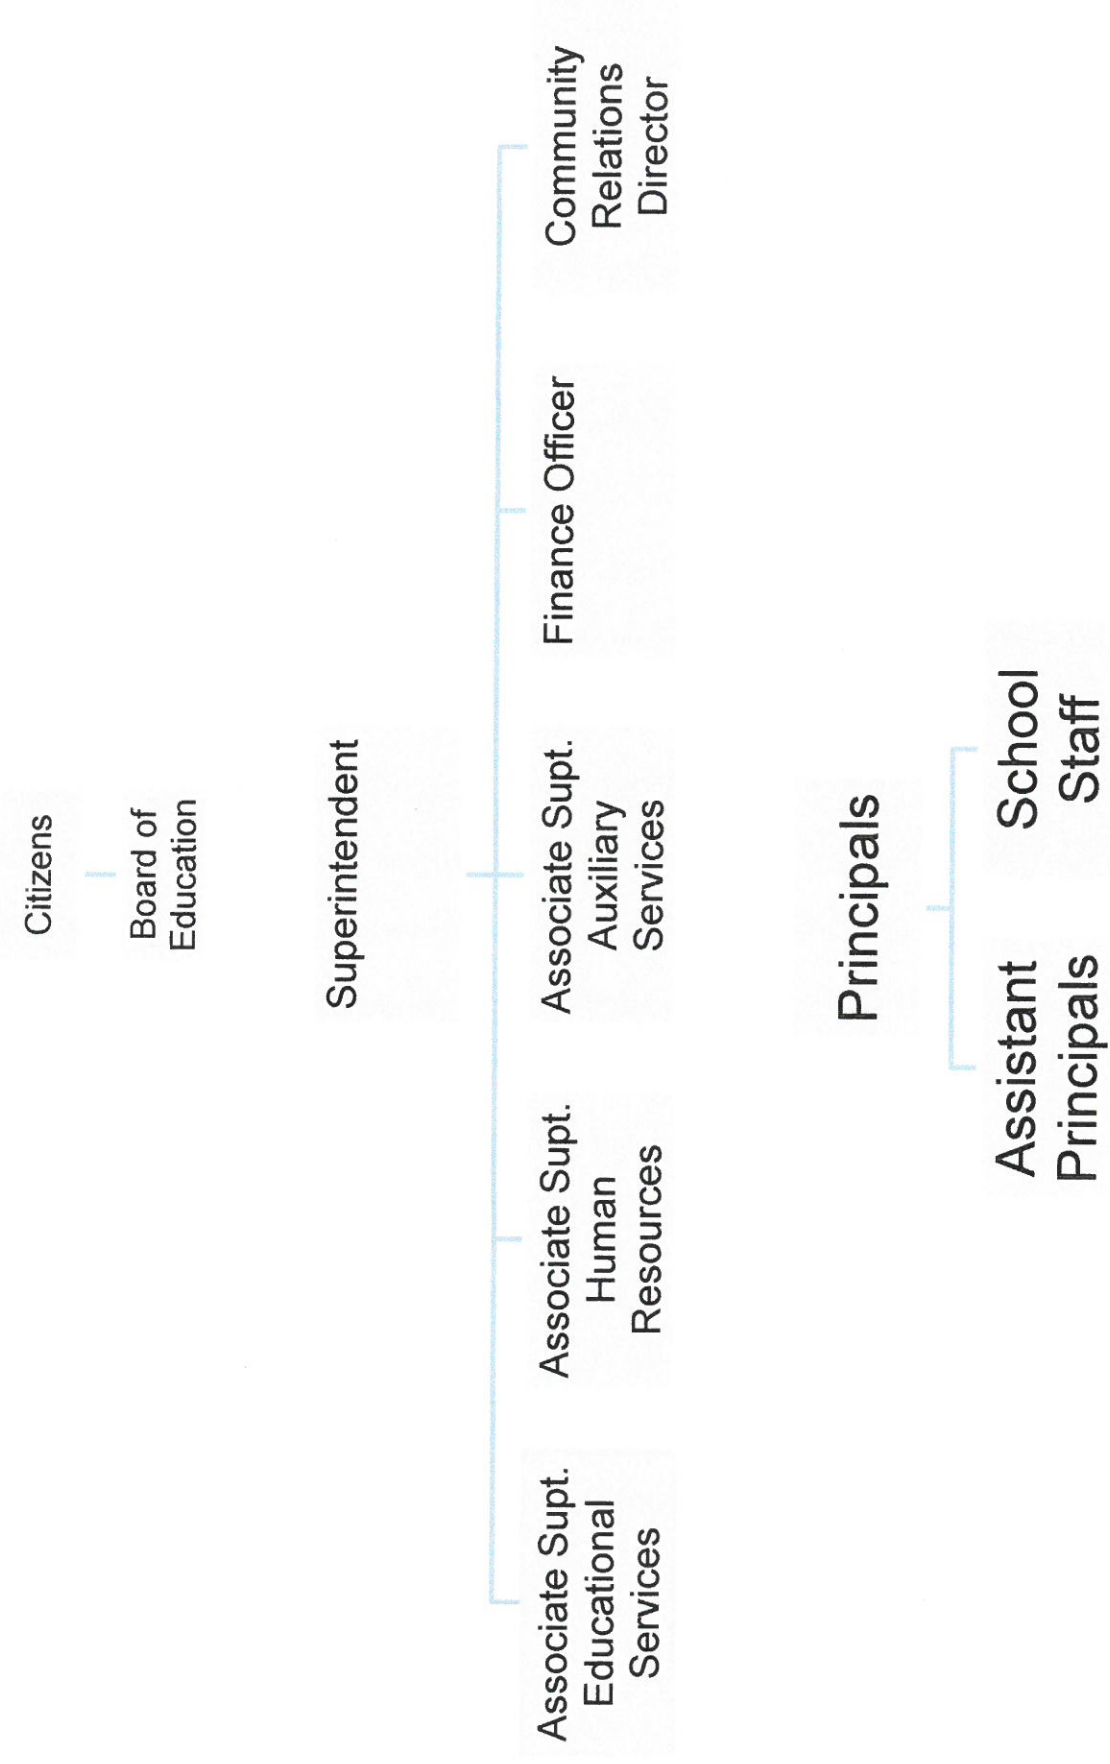 Citizens
Board of
Education
Superintendent
Associate Supt.
Educational
Services
Associate Supt.
Human
Resources
Associate Supt.
Auxiliary
Services
Finance Officer
Community
Relations
Director
Principals
Assistant
Principals
School
Staff